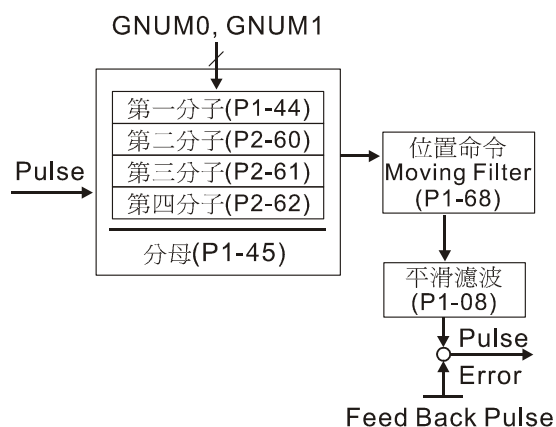 GNUM0, GNUM1
第一分子(P1-44)
第二分子(P2-60)
第三分子(P2-61)
第四分子(P2-62)
分母(P1-45)
Pulse
位置命令
Moving Filter
(P1-68)
平滑濾波
(P1-08)
Pulse
Error
Feed Back Pulse